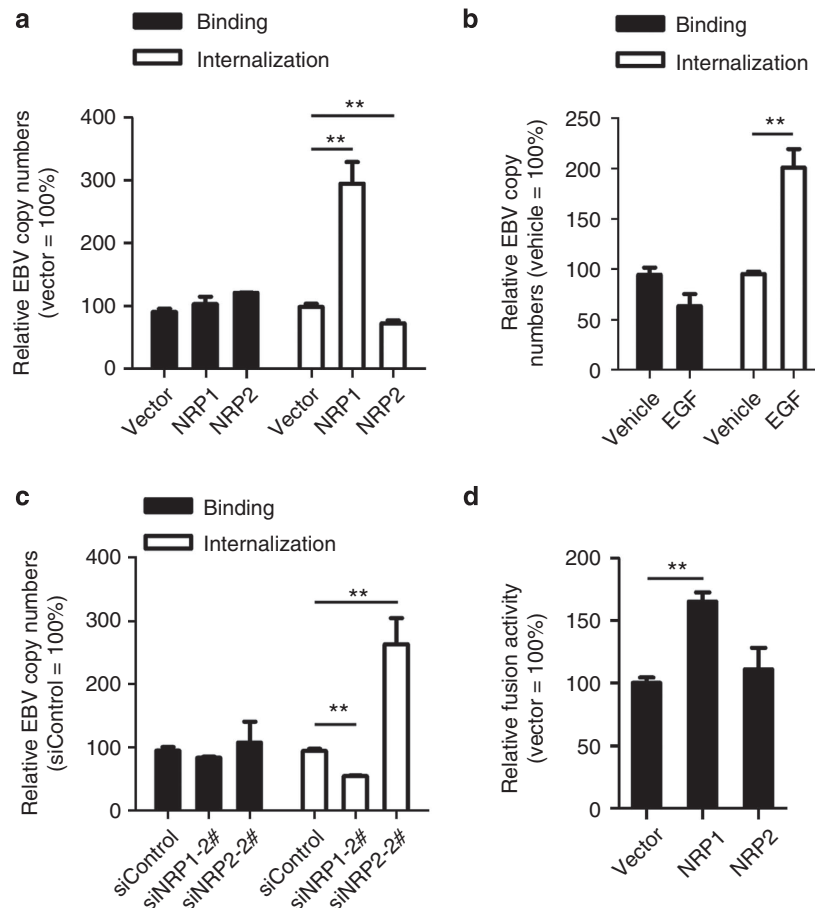 a
Binding
Internalization
Relative EBV copy numbers
(vector = 100%)
400
300
200
100
0
**
**
Vector
NRP1
NRP2
Vector
NRP1
NRP2
b
Binding
Internalization
Relative EBV copy
numbers (vehicle = 100%)
250
200
150
100
50
0
**
Vehicle
EGF
Vehicle
EGF
c
Binding
Internalization
Relative EBV copy numbers
(siControl = 100%)
400
300
200
100
0
**
**
siControl
siNRP1-2#
siNRP2-2#
siControl
siNRP1-2#
siNRP2-2#
d
Relative fusion activity
(vector = 100%)
200
150
100
50
0
**
Vector
NRP1
NRP2